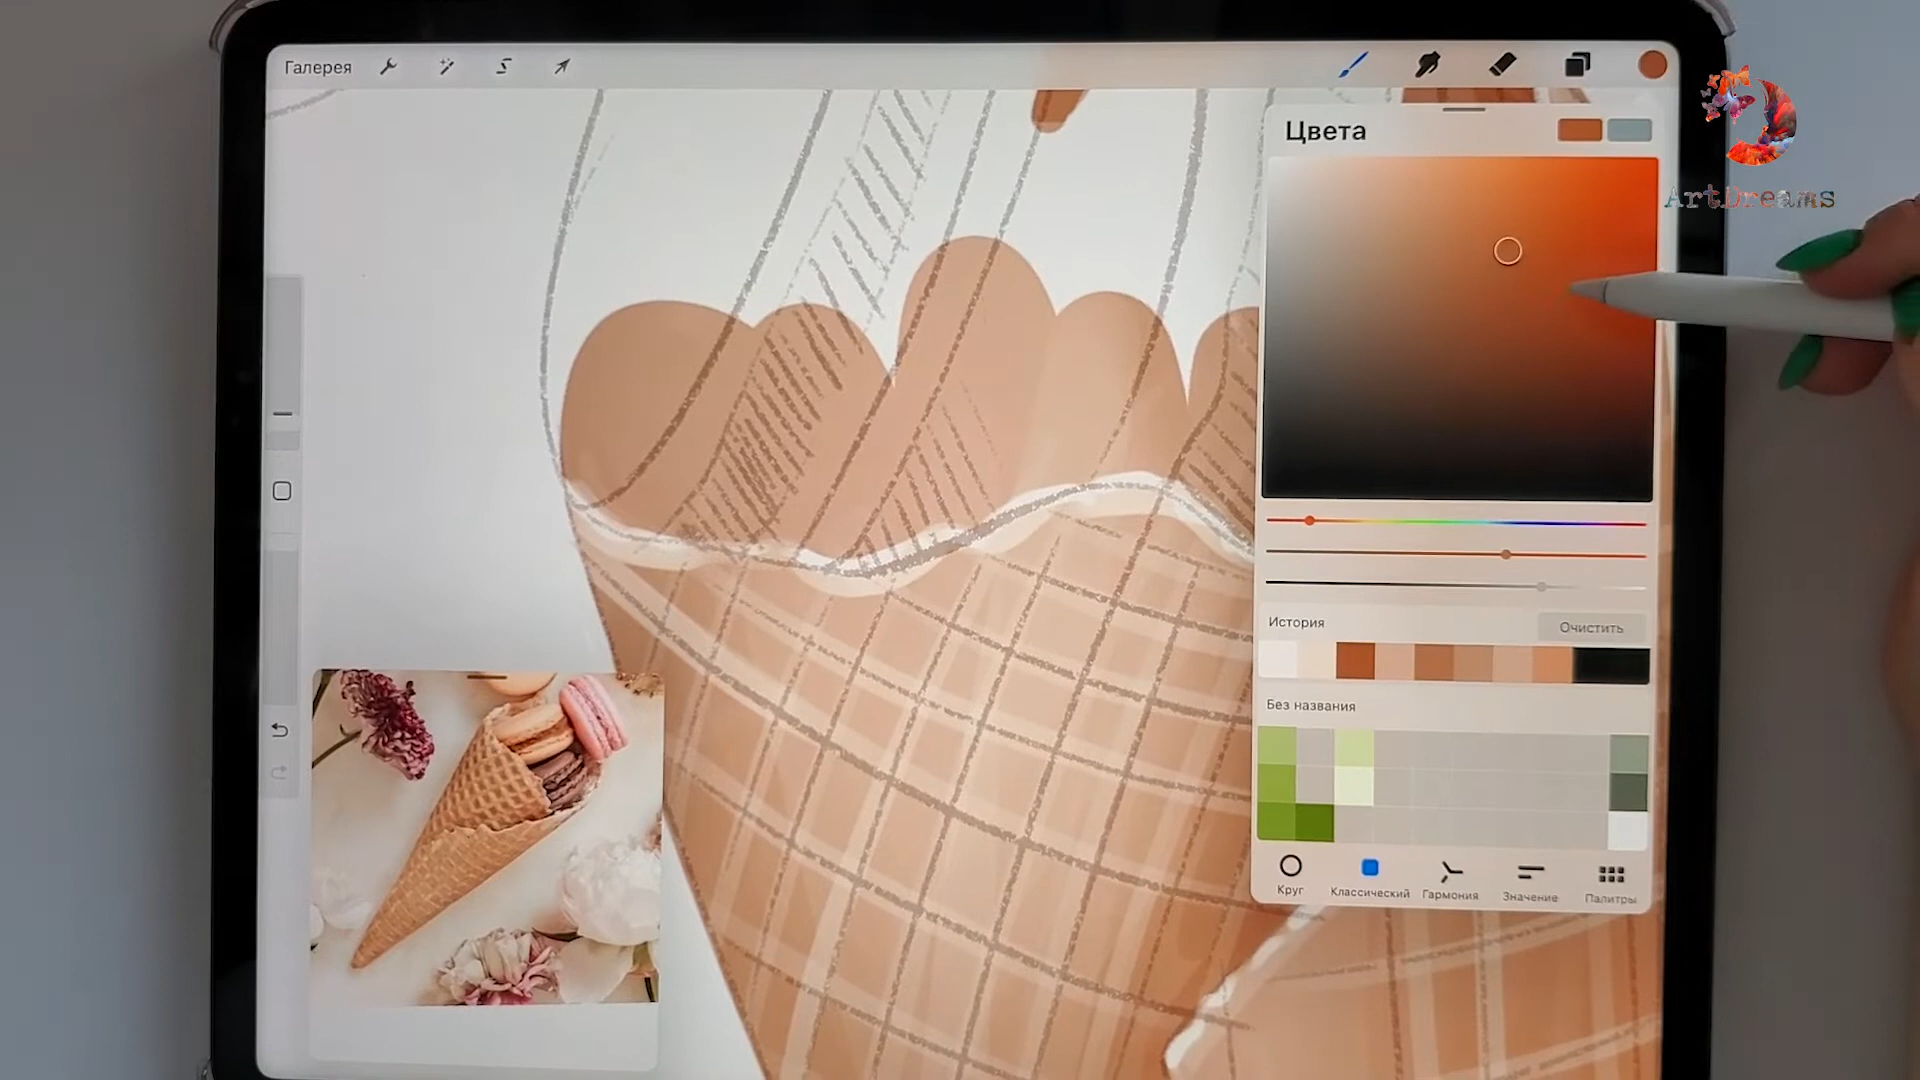 Галерея
ArtDreams
Цвета
История
Очистить
Без названия
Круг
Классический
Гармония
Значение
Палитры